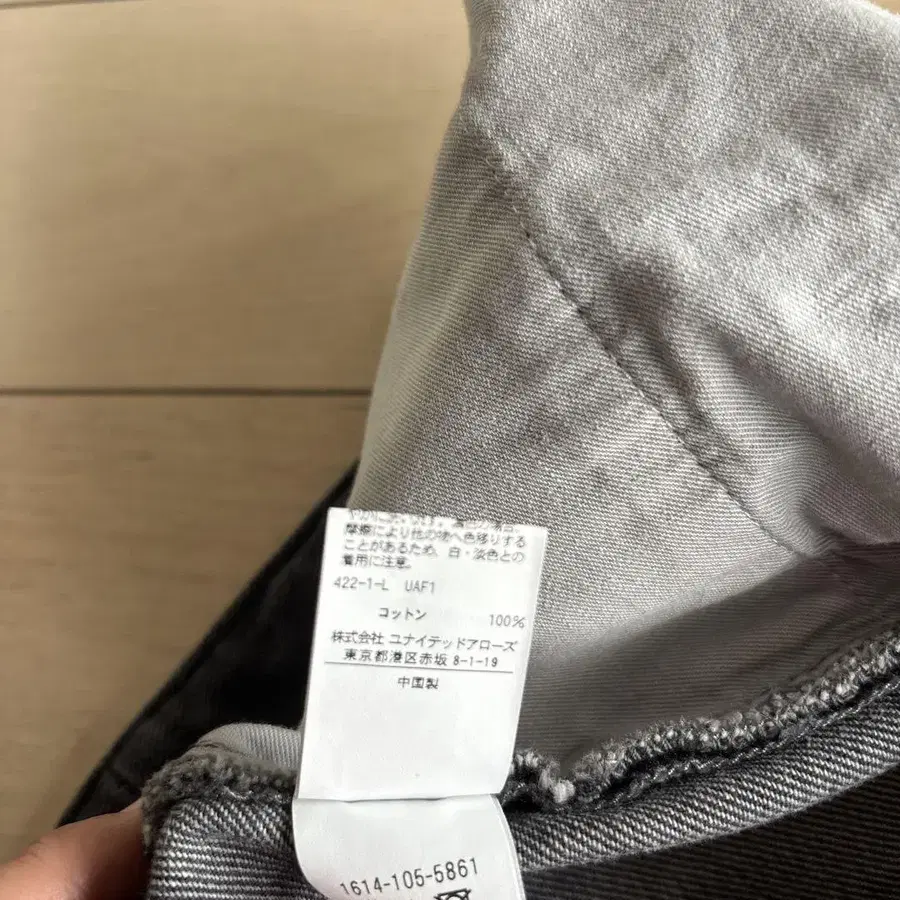 摩擦により他の物へ色移りする
ことがあるため、白・淡色との
着用に注意。
422-1-L UAF1
コットン 100%
株式会社 ユナイテッドアローズ
東京都港区赤坂 8-1-19
中国製
1614-105-5861